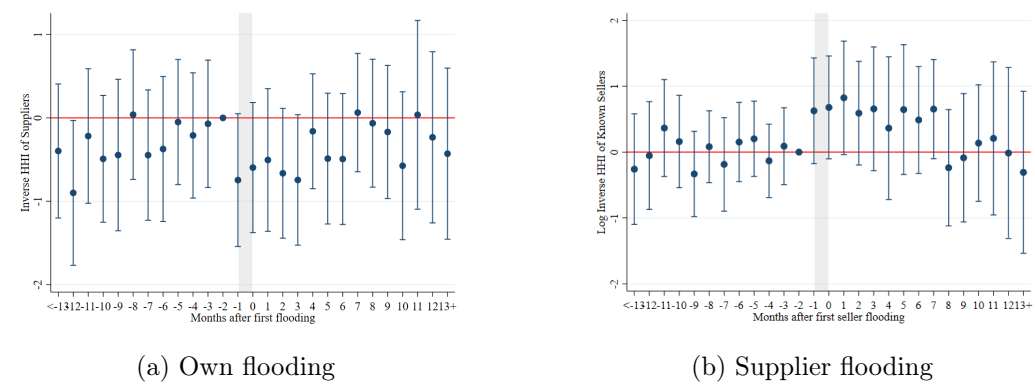 Inverse HHI of Suppliers
1
0
-1
-2
<-13-12-11-10 -9 -8 -7 -6 -5 -4 -3 -2 -1 0 1 2 3 4 5 6 7 8 9 10 11 1213+
Months after first flooding
(a) Own flooding
Log Inverse HHI of Known Sellers
2
1
0
-1
-2
<-13-12-11-10 -9 -8 -7 -6 -5 -4 -3 -2 -1 0 1 2 3 4 5 6 7 8 9 10 11 1213+
Months after first seller flooding
(b) Supplier flooding